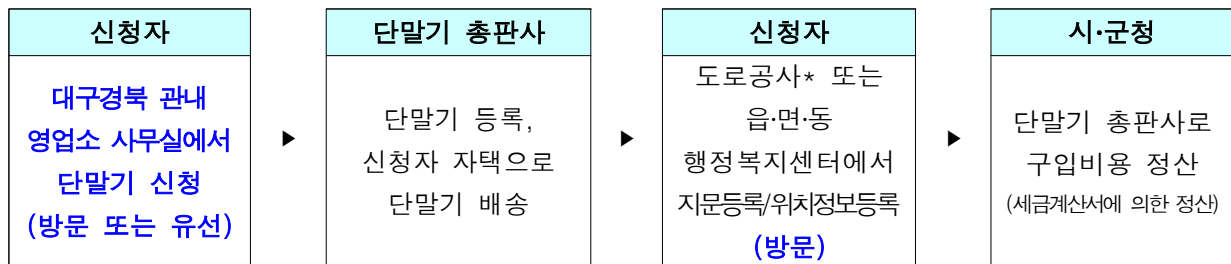 신청자
대구경북 관내
영업소 사무실에서
단말기 신청
(방문 또는 유선)
▶
단말기 총판사
단말기 등록,
신청자 자택으로
단말기 배송
▶
신청자
도로공사* 또는
읍·면·동
행정복지센터에서
지문등록/위치정보등록
(방문)
▶
시·군청
단말기 총판사로
구입비용 정산
(세금계산서에 의한 정산)